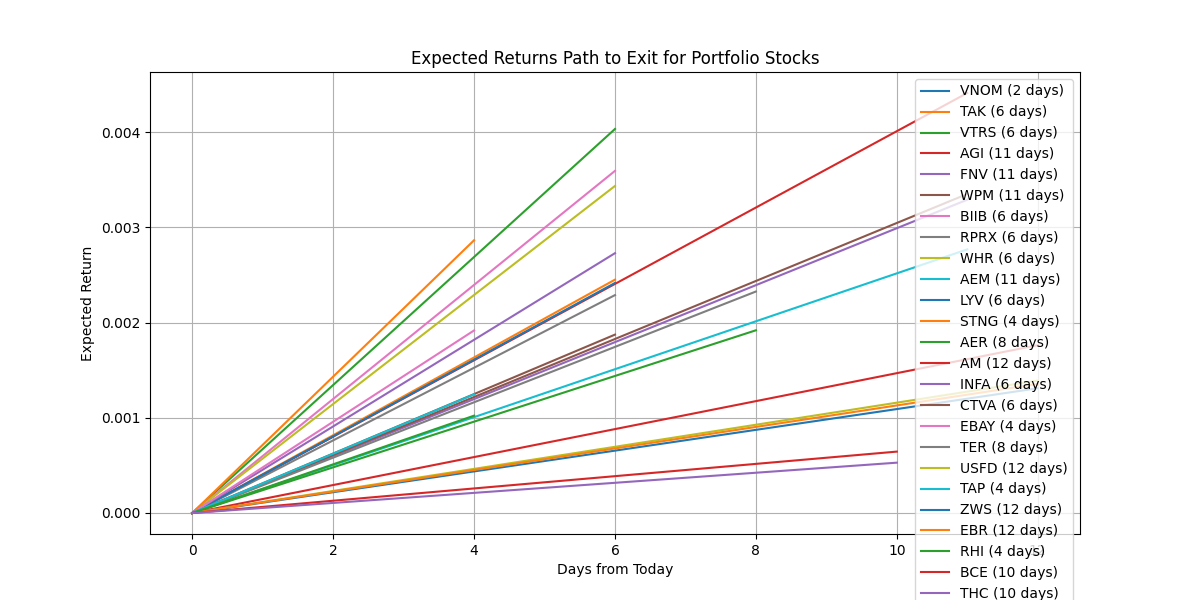 Expected Returns Path to Exit for Portfolio Stocks
Expected Return
0.004
0.003
0.002
0.001
0.000
0
2
4
6
8
10
Days from Today
VNOM (2 days)
TAK (6 days)
VTRS (6 days)
AGI (11 days)
FNV (11 days)
WPM (11 days)
BIIB (6 days)
RPRX (6 days)
WHR (6 days)
AEM (11 days)
LYV (6 days)
STNG (4 days)
AER (8 days)
AM (12 days)
INFA (6 days)
CTVA (6 days)
EBAY (4 days)
TER (8 days)
USFD (12 days)
TAP (4 days)
ZWS (12 days)
EBR (12 days)
RHI (4 days)
BCE (10 days)
THC (10 days)